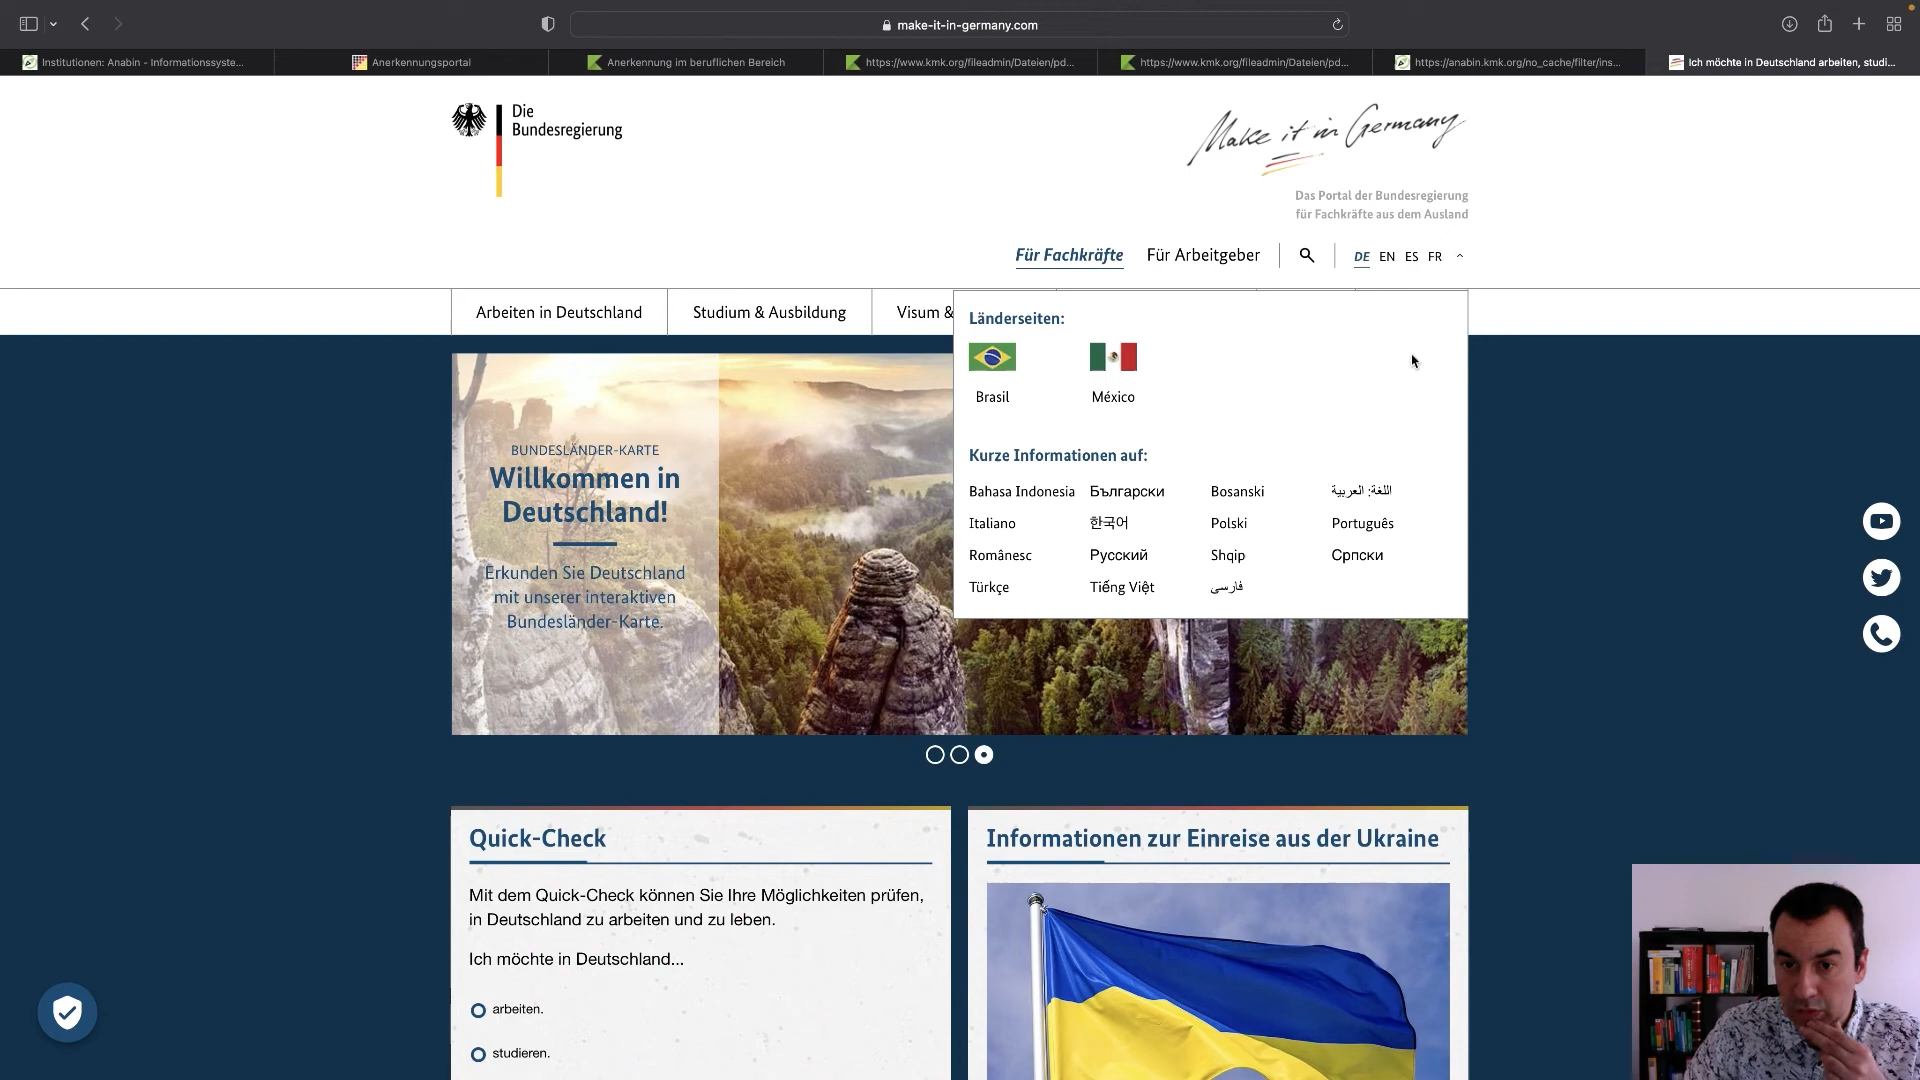 make-it-in-germany.com
Institutionen: Anabin - Informationssyste...
Anerkennungsportal
Anerkennung im beruflichen Bereich
https://www.kmk.org/fileadmin/Dateien/pd...
https://www.kmk.org/fileadmin/Dateien/pd...
https://anabin.kmk.org/no_cache/filter/ins...
Ich möchte in Deutschland arbeiten, studi...
Die
Bundesregierung
Make it in Germany
Das Portal der Bundesregierung
für Fachkräfte aus dem Ausland
Für Fachkräfte
Für Arbeitgeber
DE EN ES FR
Arbeiten in Deutschland
Studium & Ausbildung
Visum &
Länderseiten:
Brasil
México
Kurze Informationen auf:
Bahasa Indonesia Български Bosanski اللغة: العربية
Italiano 한국어 Polski Português
Românesc Русский Shqip Српски
Türkçe Tiếng Việt فارسی
BUNDESLÄNDER-KARTE
Willkommen in
Deutschland!
Erkunden Sie Deutschland
mit unserer interaktiven
Bundesländer-Karte.
Quick-Check
Mit dem Quick-Check können Sie Ihre Möglichkeiten prüfen,
in Deutschland zu arbeiten und zu leben.
Ich möchte in Deutschland...
arbeiten.
studieren.
Informationen zur Einreise aus der Ukraine